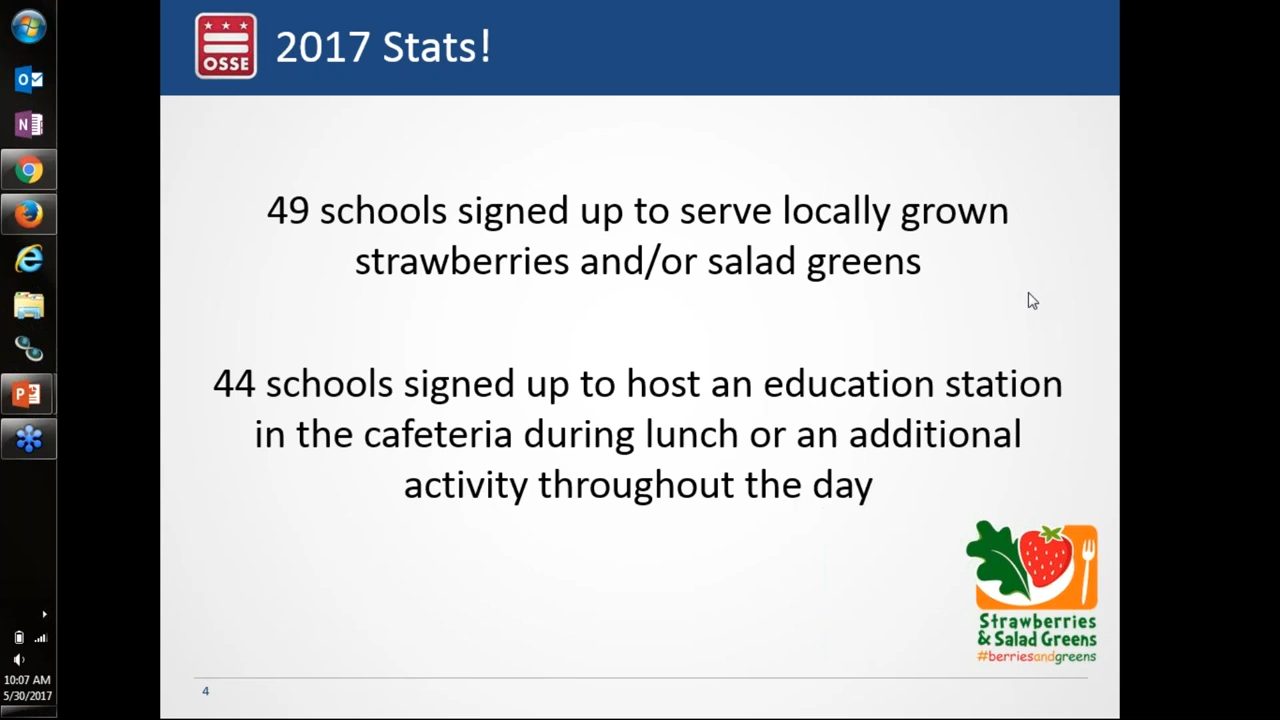 OSSE
2017 Stats!
49 schools signed up to serve locally grown
strawberries and/or salad greens
44 schools signed up to host an education station
in the cafeteria during lunch or an additional
activity throughout the day
Strawberries
& Salad Greens
#berriesandgreens
4
10:07 AM
5/30/2017